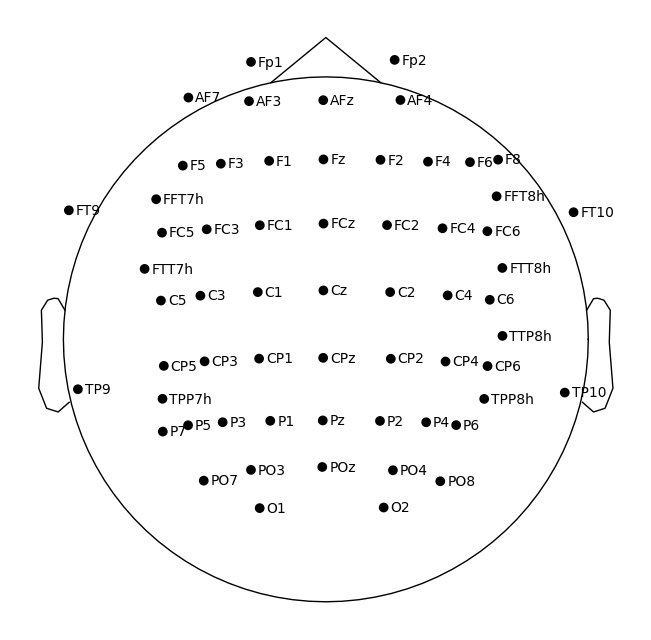 Fp1 Fp2
AF7 AF3 AFz AF4
F5 F3 F1 Fz F2 F4 F6 F8
FFT7h FFT8h
FT9 FT10
FC5 FC3 FC1 FCz FC2 FC4 FC6
FTT7h FTT8h
C5 C3 C1 Cz C2 C4 C6
TTP8h
CP5 CP3 CP1 CPz CP2 CP4 CP6
TP9 TP10
TPP7h TPP8h
P7 P5 P3 P1 Pz P2 P4 P6
PO7 PO3 POz PO4 PO8
O1 O2